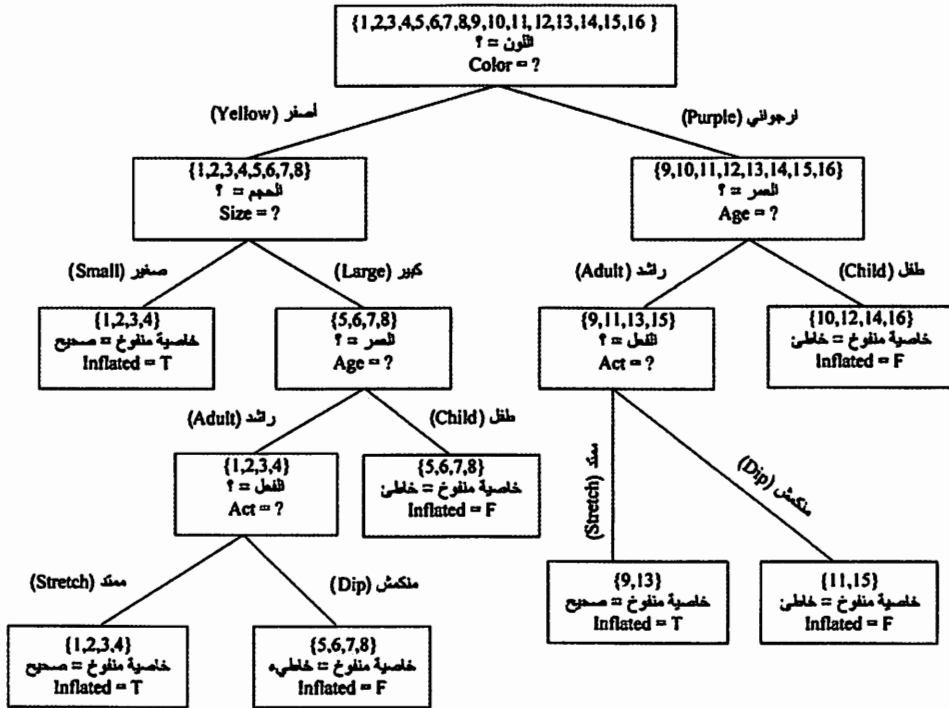 {1,2,3,4,5,6,7,8,9,10,11,12,13,14,15,16 }
اللون = ؟
Color = ?
أصفر (Yellow)
ارجواني (Purple)
{1,2,3,4,5,6,7,8}
الحجم = ؟
Size = ?
{9,10,11,12,13,14,15,16}
العمر = ؟
Age = ?
صغير (Small)
كبير (Large)
راشد (Adult)
طفل (Child)
{1,2,3,4}
خاصية منفوخ = صحيح
Inflated = T
{5,6,7,8}
العمر = ؟
Age = ?
{9,11,13,15}
الفعل = ؟
Act = ?
{10,12,14,16}
خاصية منفوخ = خاطئ
Inflated = F
راشد (Adult)
طفل (Child)
ممتد (Stretch)
منكمش (Dip)
{1,2,3,4}
الفعل = ؟
Act = ?
{5,6,7,8}
خاصية منفوخ = خاطئ
Inflated = F
ممتد (Stretch)
منكمش (Dip)
{9,13}
خاصية منفوخ = صحيح
Inflated = T
{11,15}
خاصية منفوخ = خاطئ
Inflated = F
{1,2,3,4}
خاصية منفوخ = صحيح
Inflated = T
{5,6,7,8}
خاصية منفوخ = خاطيء
Inflated = F